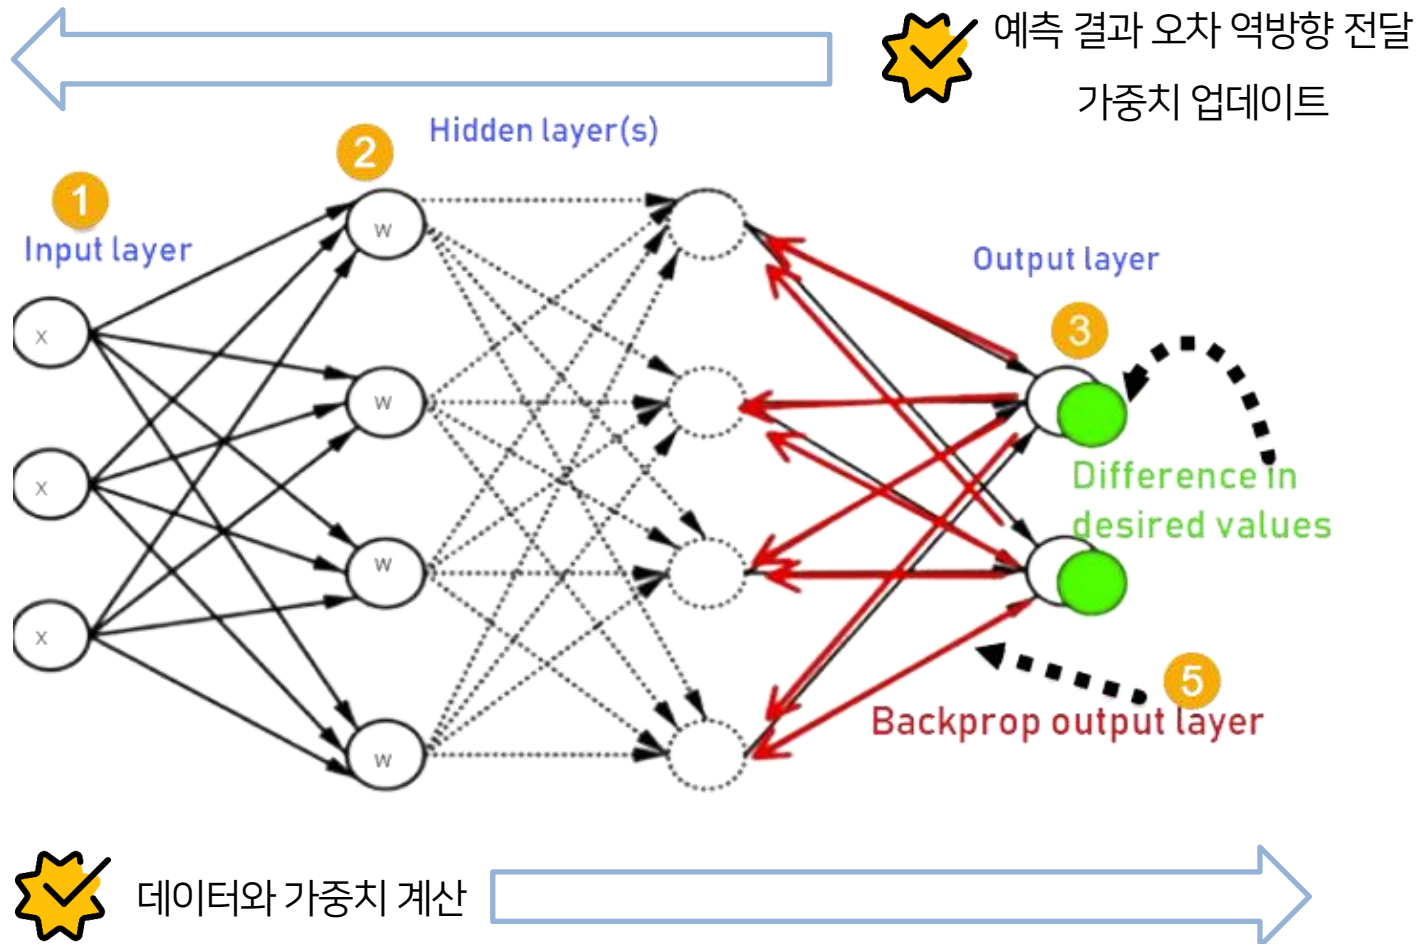 예측 결과 오차 역방향 전달
가중치 업데이트
Hidden layer(s)
2
1
Input layer
Output layer
3
w
x
w
x
w
x
w
Difference in
desired values
5
Backprop output layer
데이터와 가중치 계산